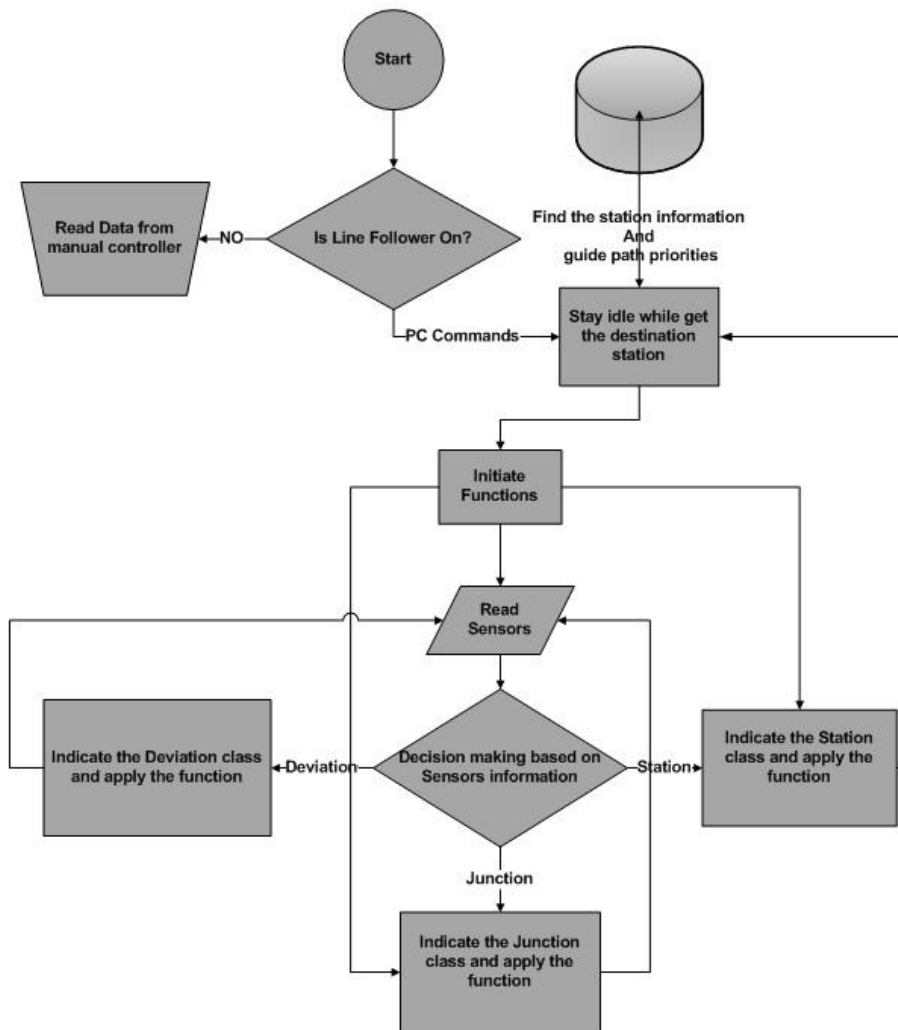 Start
Is Line Follower On?
NO
Read Data from
manual controller
Find the station information
And
guide path priorities
PC Commands
Stay idle while get
the destination
station
Initiate
Functions
Read
Sensors
Decision making based on
Sensors information
Deviation
Indicate the Deviation class
and apply the function
Station
Indicate the Station
class and apply the
function
Junction
Indicate the Junction
class and apply the
function